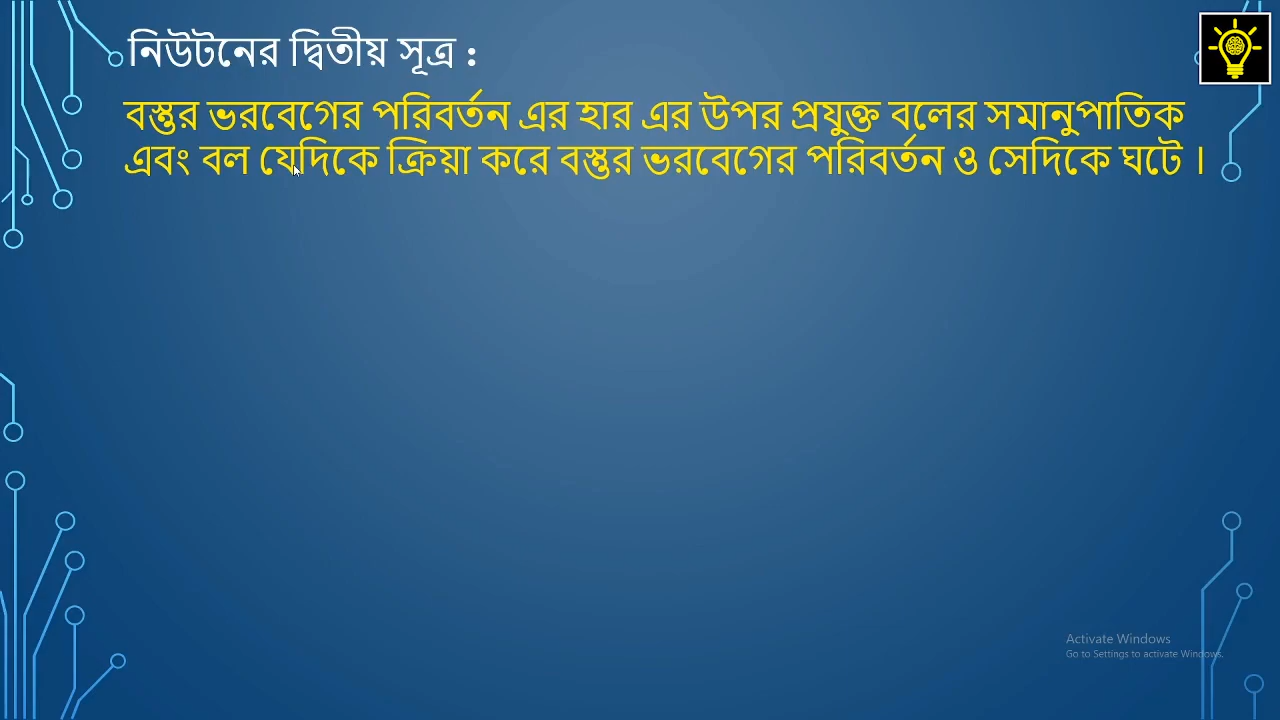 নিউটনের দ্বিতীয় সূত্র :
বস্তুর ভরবেগের পরিবর্তন এর হার এর উপর প্রযুক্ত বলের সমানুপাতিক
এবং বল যেদিকে ক্রিয়া করে বস্তুর ভরবেগের পরিবর্তন ও সেদিকে ঘটে ।
Activate Windows
Go to Settings to activate Windows.